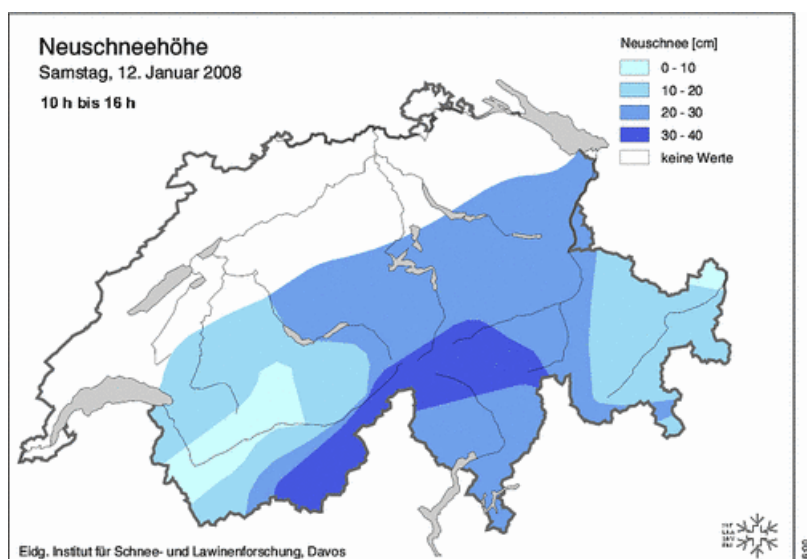 Neuschneehöhe
Samstag, 12. Januar 2008
10 h bis 16 h
Neuschnee [cm]
0 - 10
10 - 20
20 - 30
30 - 40
keine Werte
Eidg. Institut für Schnee- und Lawinenforschung, Davos